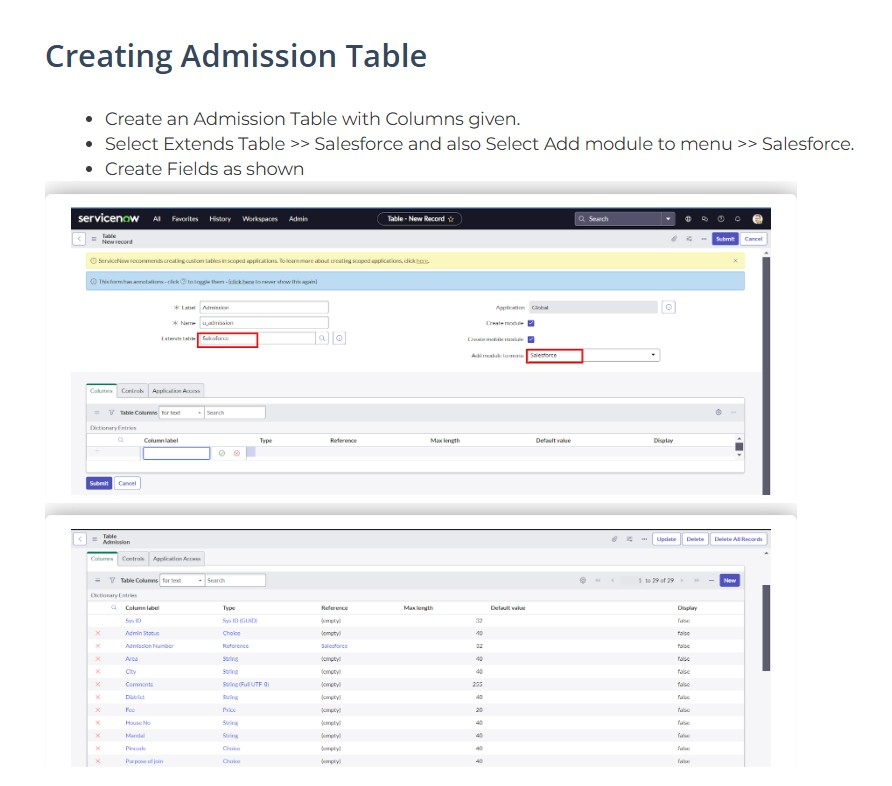 Creating Admission Table
Create an Admission Table with Columns given.
Select Extends Table >> Salesforce and also Select Add module to menu >> Salesforce.
Create Fields as shown
servicenow All Favorites History Workspaces Admin Table - New Record Search
Table
New record Submit Cancel
ServiceNow recommends creating custom tables in scoped applications. To learn more about creating scoped applications, click here.
This form has annotations - click to toggle them - (click here to never show this again)
Label Admission Application Global
Name u_admission Create module
Extends table Salesforce Create mobile module
Add module to menu Salesforce
Columns Controls Application Access
Table Columns for text Search
Dictionary Entries
Column label Type Reference Max length Default value Display
Submit Cancel
Table
Admission Update Delete Delete All Records
Columns Controls Application Access
Table Columns for text Search 1 to 29 of 29 New
Dictionary Entries
Column label Type Reference Max length Default value Display
Sys ID Sys ID (GUID) (empty) 32 false
Admin Status Choice (empty) 40 false
Admission Number Reference Salesforce 32 false
Area String (empty) 40 false
City String (empty) 40 false
Comments String (Full UTF-8) (empty) 255 false
District String (empty) 40 false
Fee Price (empty) 20 false
House No String (empty) 40 false
Mandal String (empty) 40 false
Pincode Choice (empty) 40 false
Purpose of join Choice (empty) 40 false